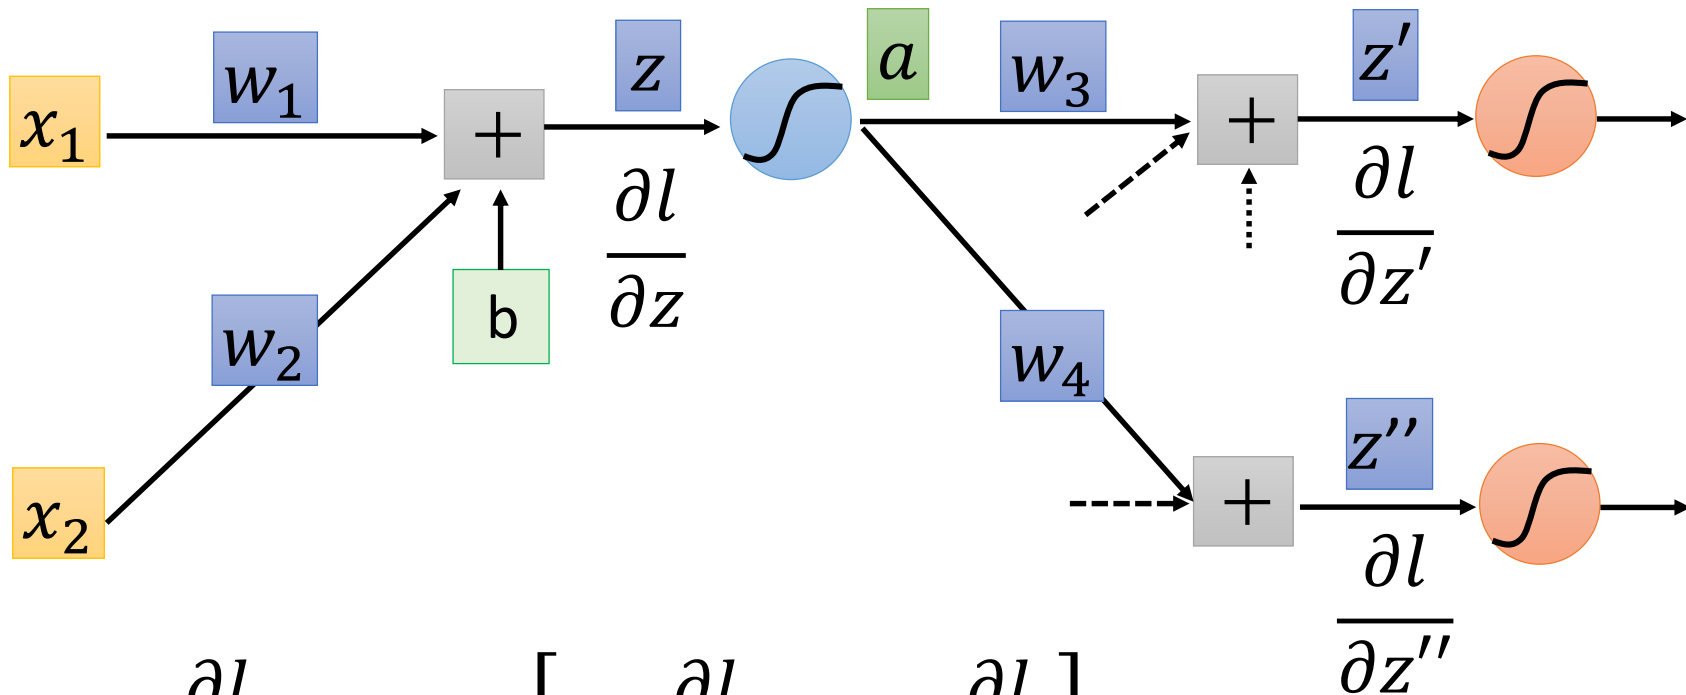 x₁ w₁ + z a w₃ + z′
∂l/∂z ∂l/∂z′
w₂ b w₄
x₂ + z′′
∂l/∂z′′
∂l [ ∂l ∂l ]